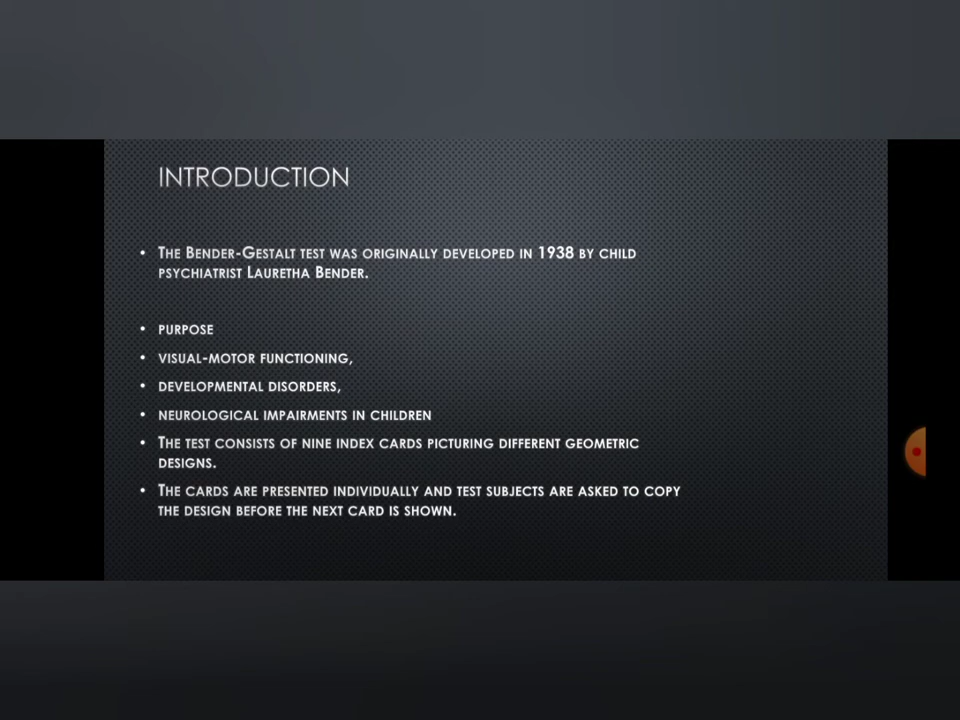 INTRODUCTION
• The Bender-Gestalt test was originally developed in 1938 by child
psychiatrist Lauretha Bender.
• purpose
• visual-motor functioning,
• developmental disorders,
• neurological impairments in children
• The test consists of nine index cards picturing different geometric
designs.
• The cards are presented individually and test subjects are asked to copy
the design before the next card is shown.